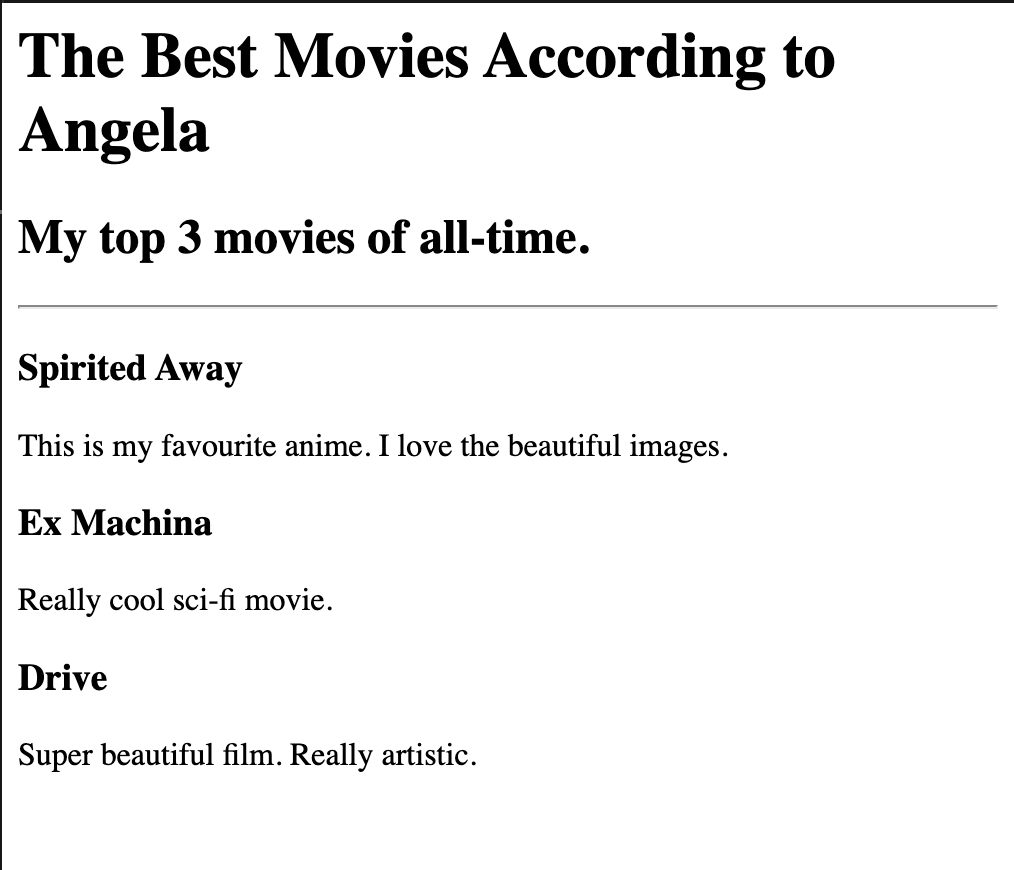 The Best Movies According to
Angela
My top 3 movies of all-time.
Spirited Away
This is my favourite anime. I love the beautiful images.
Ex Machina
Really cool sci-fi movie.
Drive
Super beautiful film. Really artistic.